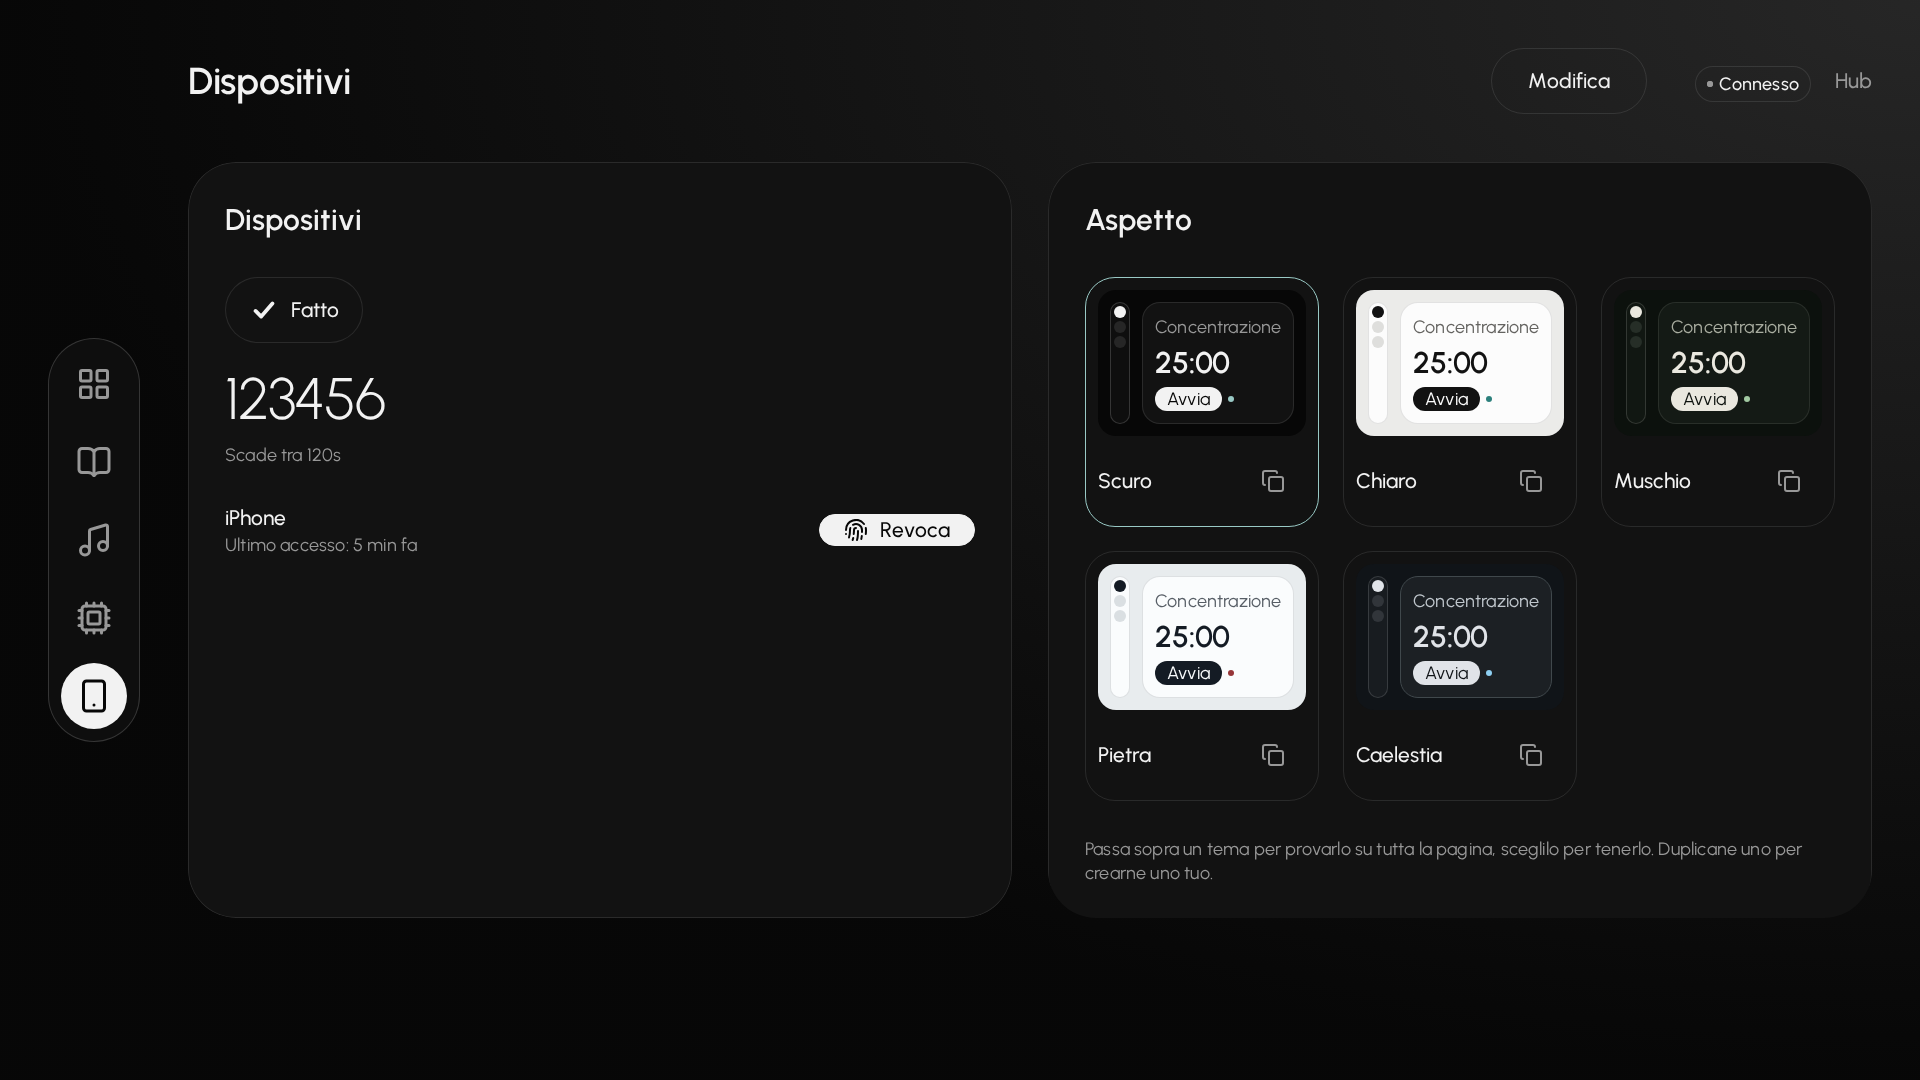 Dispositivi
Modifica
Connesso
Hub
Dispositivi
Fatto
123456
Scade tra 120s
iPhone
Ultimo accesso: 5 min fa
Revoca
Aspetto
Concentrazione
25:00
Avvia
Scuro
Concentrazione
25:00
Avvia
Chiaro
Concentrazione
25:00
Avvia
Muschio
Concentrazione
25:00
Avvia
Pietra
Concentrazione
25:00
Avvia
Caelestia
Passa sopra un tema per provarlo su tutta la pagina, sceglilo per tenerlo. Duplicane uno per
crearne uno tuo.